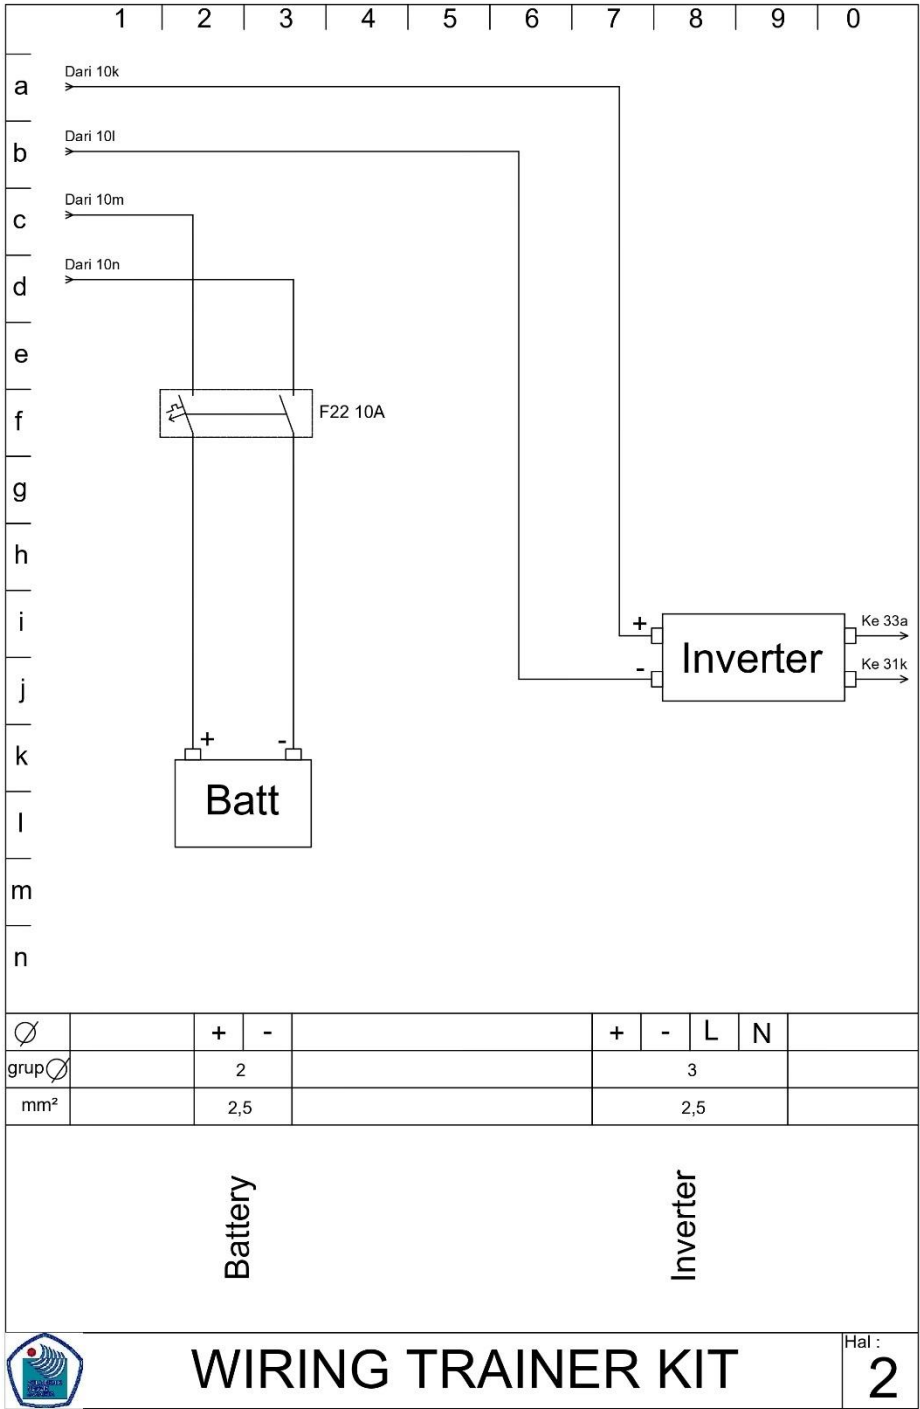 1 2 3 4 5 6 7 8 9 0
a
Dari 10k
b
Dari 10l
c
Dari 10m
d
Dari 10n
e
f
F22 10A
g
h
i
+ Inverter Ke 33a
- Ke 31k
j
k
+ -
Batt
l
m
n
∅ + - + - L N
grup∅ 2 3
mm² 2,5 2,5
Battery
Inverter
WIRING TRAINER KIT
Hal :
2